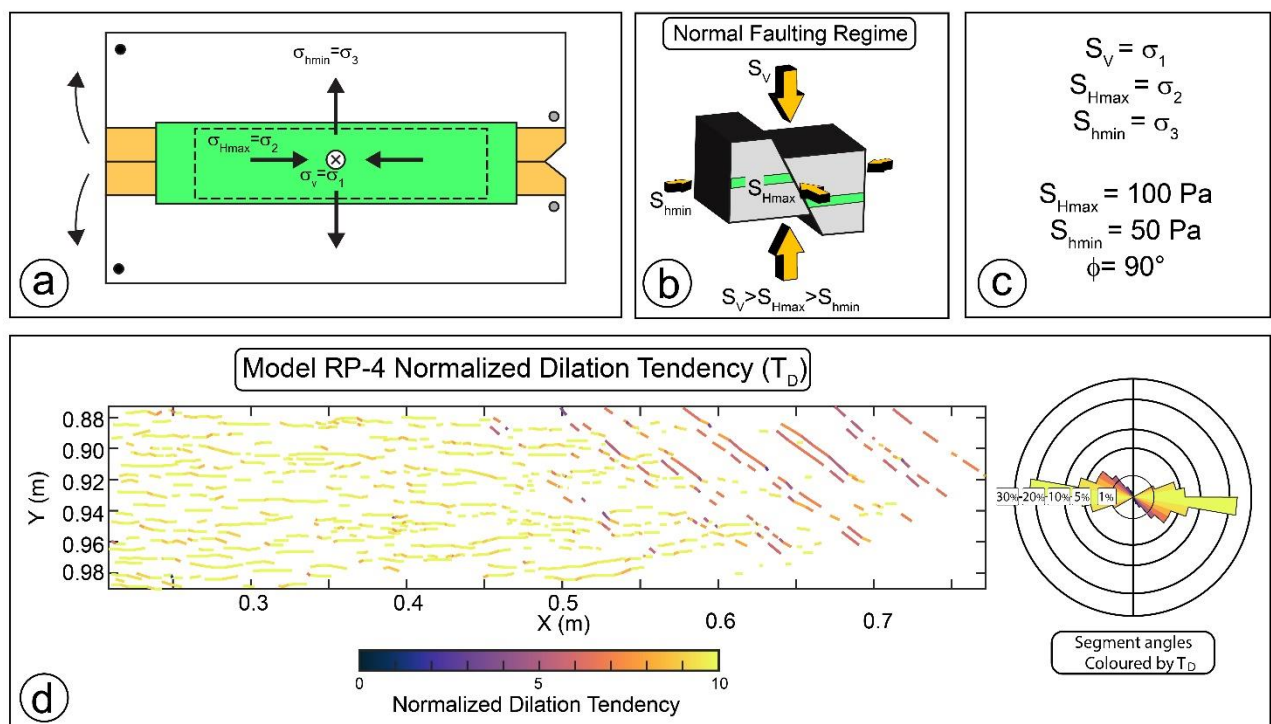 σhmin=σ3
σHmax=σ2
σv=σ1
a
Normal Faulting Regime
SV
Shmin
SHmax
SV>SHmax>Shmin
b
SV = σ1
SHmax = σ2
Shmin = σ3
SHmax = 100 Pa
Shmin = 50 Pa
ϕ= 90°
c
Model RP-4 Normalized Dilation Tendency (TD)
0.88
0.90
0.92
0.94
0.96
0.98
Y (m)
0.3
0.4
0.5
0.6
0.7
X (m)
0
5
10
Normalized Dilation Tendency
30%
20%
10%
5%
1%
Segment angles
Coloured by TD
d